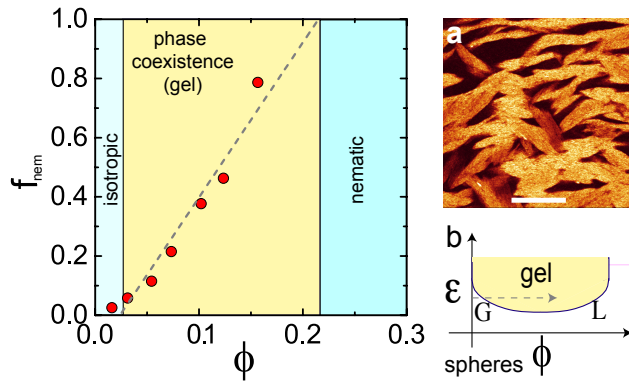 1.0
0.8
0.6
0.4
0.2
0.0
f_nem
isotropic
phase
coexistence
(gel)
nematic
0.0
0.1
0.2
0.3
ϕ
a
b
gel
ε
G
L
spheres
ϕ